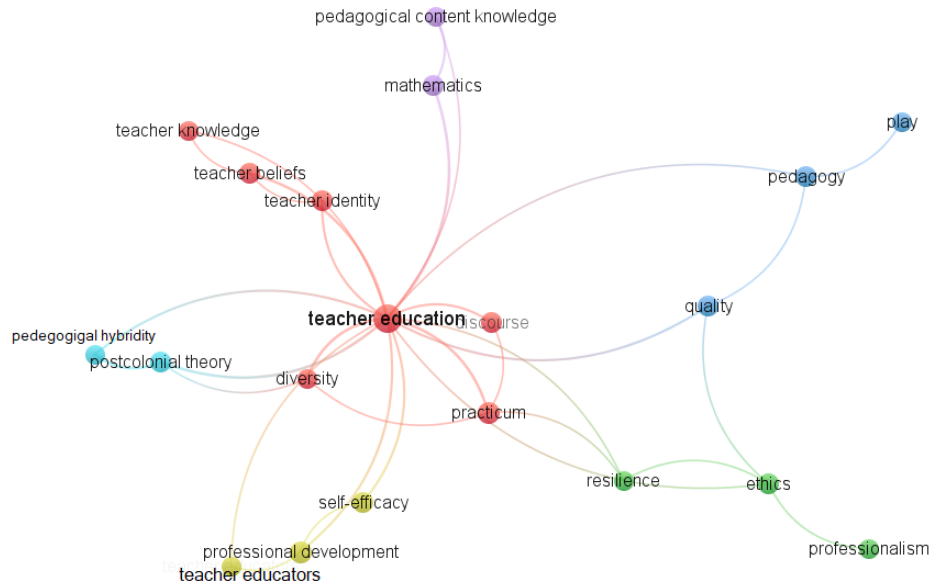 pedagogical content knowledge
mathematics
play
teacher knowledge
teacher beliefs
pedagogy
teacher identity
quality
teacher education
discourse
pedegogigal hybridity
postcolonial theory
diversity
practicum
resilience
ethics
self-efficacy
professional development
professionalism
teacher educators